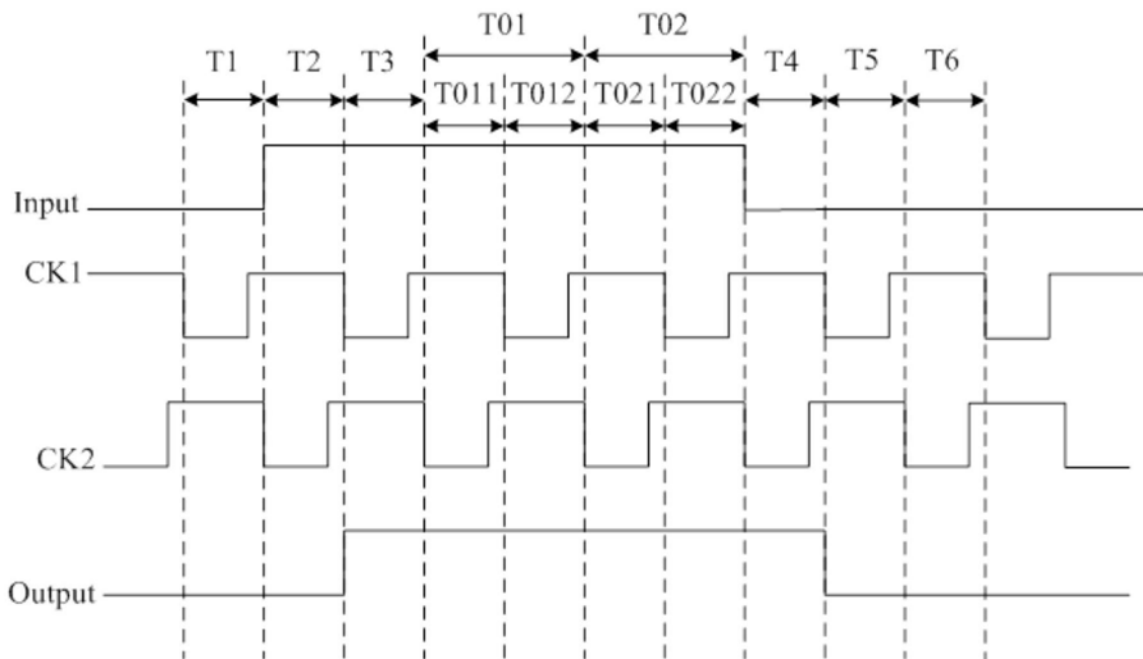 T01 T02
T1 T2 T3 T4 T5 T6
T011 T012 T021 T022
Input
CK1
CK2
Output